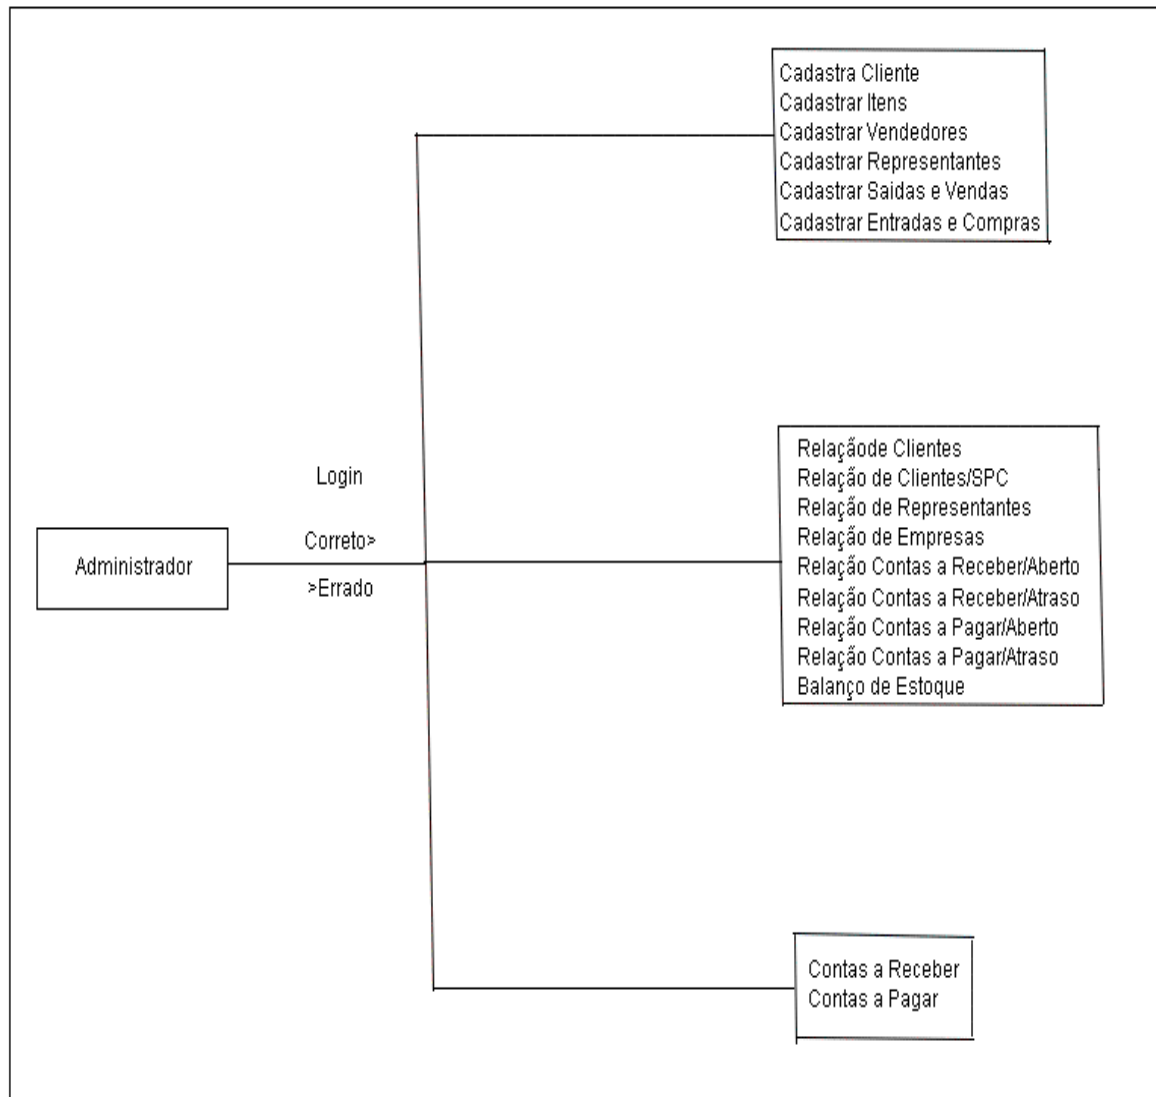 Cadastra Cliente
Cadastrar Itens
Cadastrar Vendedores
Cadastrar Representantes
Cadastrar Saidas e Vendas
Cadastrar Entradas e Compras
Login
Correto>
>Errado
Administrador
Relaçãode Clientes
Relação de Clientes/SPC
Relação de Representantes
Relação de Empresas
Relação Contas a Receber/Aberto
Relação Contas a Receber/Atraso
Relação Contas a Pagar/Aberto
Relação Contas a Pagar/Atraso
Balanço de Estoque
Contas a Receber
Contas a Pagar